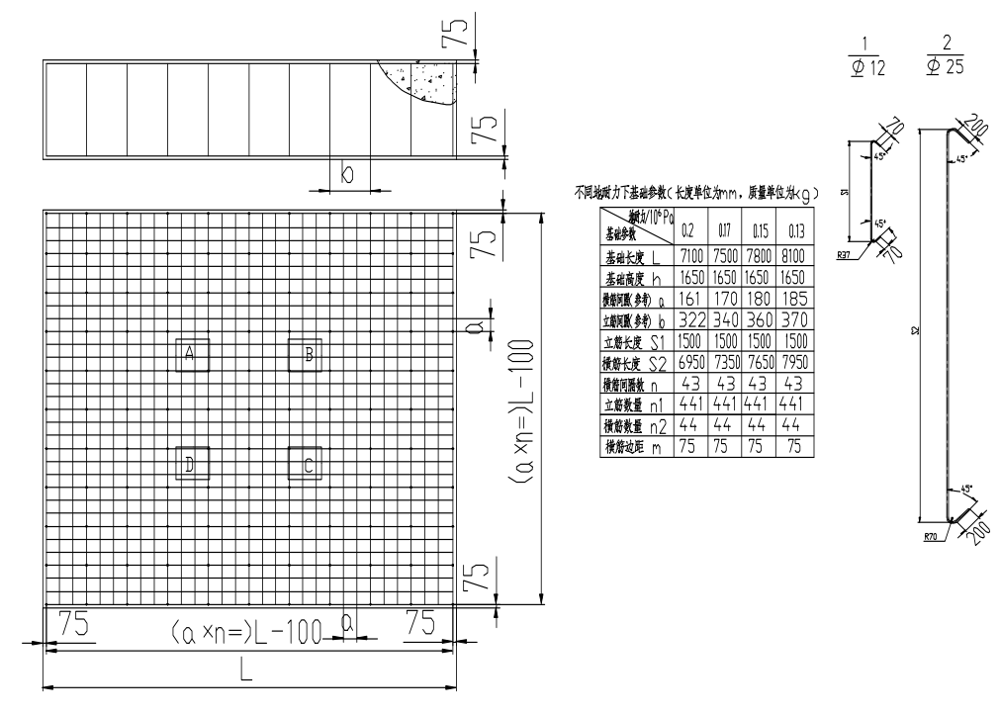 75
75
b
75
a
(a×n=)L-100
A
B
D
C
75
75
(a×n=)L-100
a
75
L
1
ϕ 12
2
ϕ 25
70
45°
S1
45°
R37
70
200
45°
S2
45°
R70
200
不同地耐力下基础参数(长度单位为mm,质量单位为kg)
地耐力/10⁶Pa 基础参数 0.2 0.17 0.15 0.13
基础长度 L 7100 7500 7800 8100
基础高度 h 1650 1650 1650 1650
横筋间隔(参考) a 161 170 180 185
立筋间隔(参考) b 322 340 360 370
立筋长度 S1 1500 1500 1500 1500
横筋长度 S2 6950 7350 7650 7950
横筋间隔数 n 43 43 43 43
立筋数量 n1 441 441 441 441
横筋数量 n2 44 44 44 44
横筋边距 m 75 75 75 75